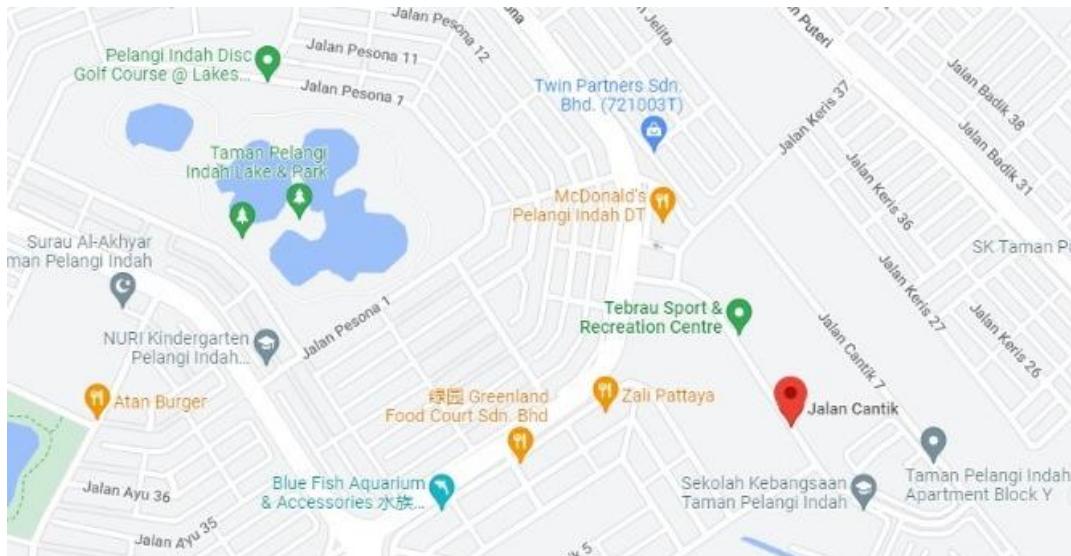 Jalan Pesona 12
Jalan Pesona 11
Pelangi Indah Disc
Golf Course @ Lakes...
Jalan Pesona 7
Jelita
Puteri
Twin Partners Sdn.
Bhd. (721003T)
Jalan Keris 37
Jalan Badik 38
Jalan Badik 31
Taman Pelangi
Indah Lake & Park
McDonald's
Pelangi Indah DT
Jalan Keris 36
Surau Al-Akhyar
man Pelangi Indah
SK Taman P
Tebrau Sport &
Recreation Centre
Jalan Keris 27
Jalan Keris 26
NURI Kindergarten
Pelangi Indah...
Jalan Pesona 1
Jalan Cantik 7
Atan Burger
绿园 Greenland
Food Court Sdn. Bhd
Zali Pattaya
Jalan Cantik
Blue Fish Aquarium
& Accessories 水族...
Sekolah Kebangsaan
Taman Pelangi Indah
Taman Pelangi Indah
Apartment Block Y
Jalan Ayu 36
Jalan Ayu 35